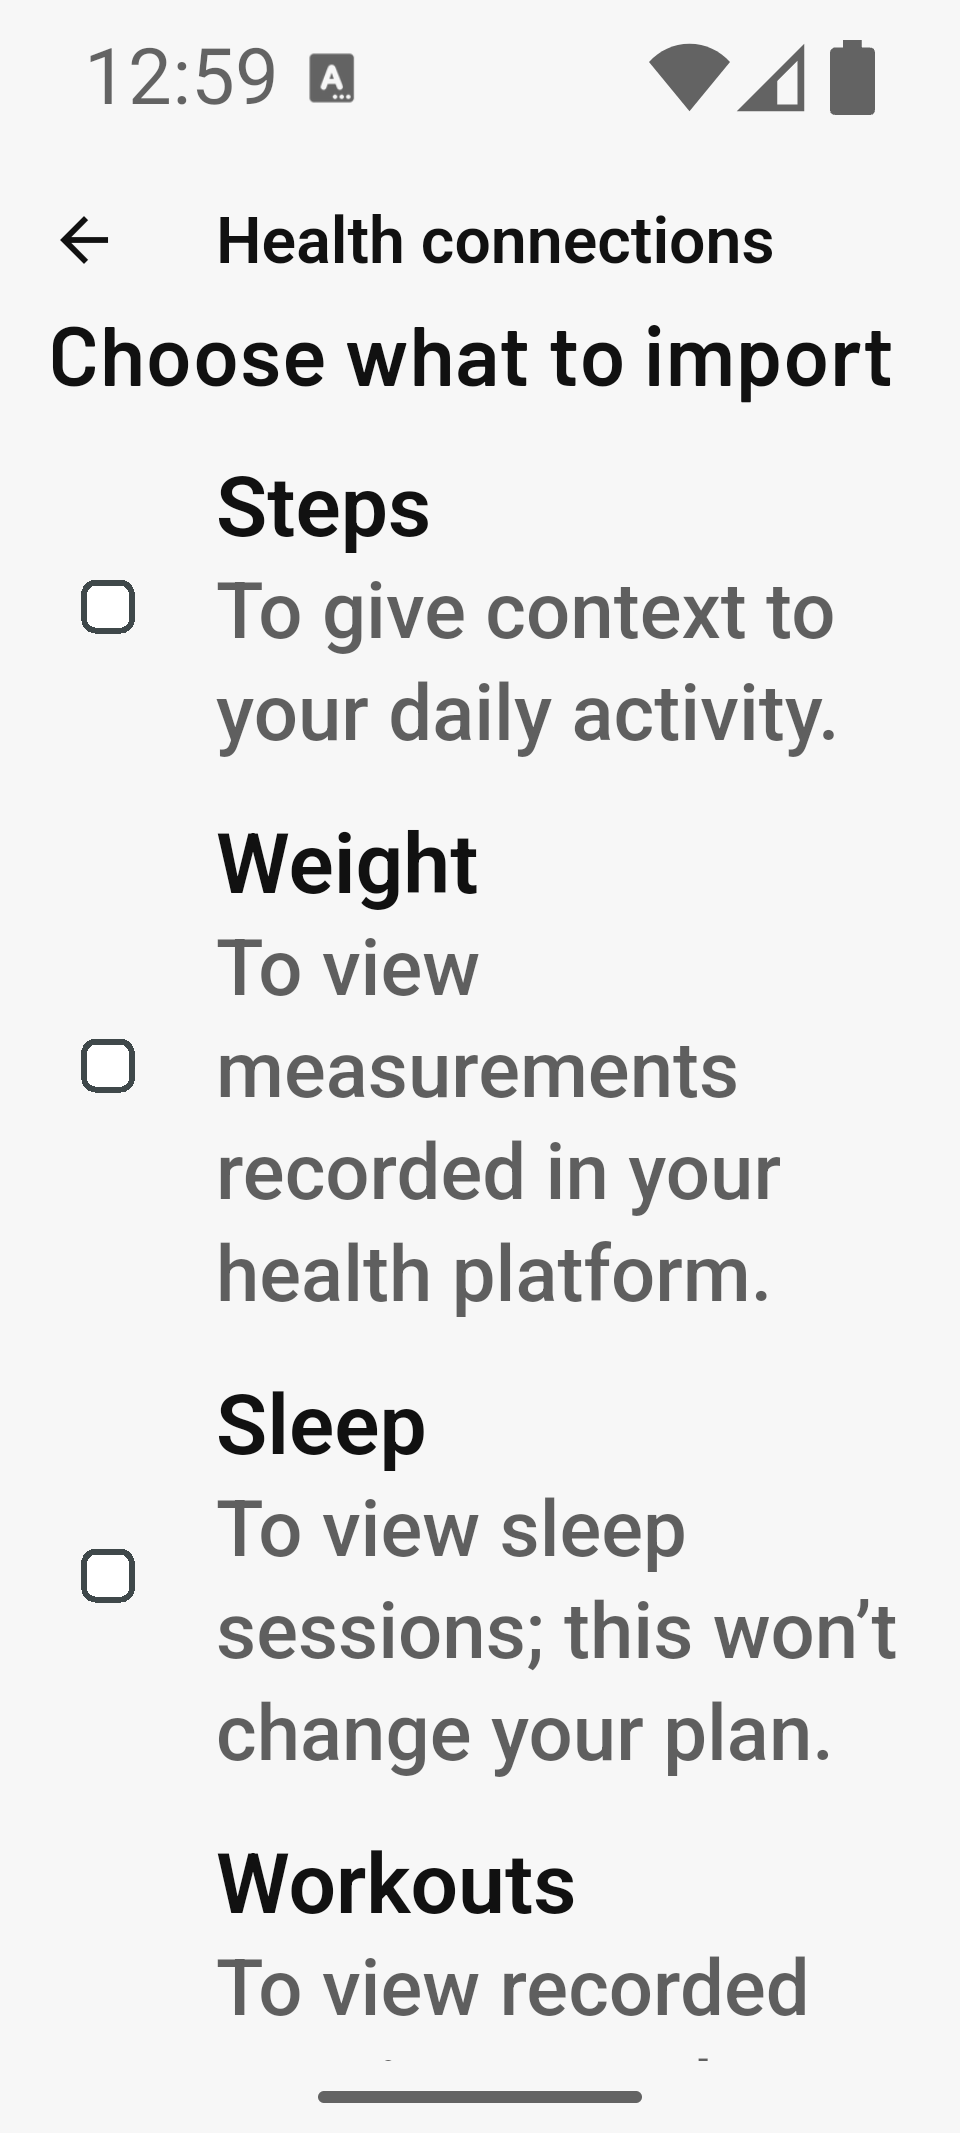 12:59
Health connections
Choose what to import
Steps
To give context to
your daily activity.
Weight
To view
measurements
recorded in your
health platform.
Sleep
To view sleep
sessions; this won’t
change your plan.
Workouts
To view recorded